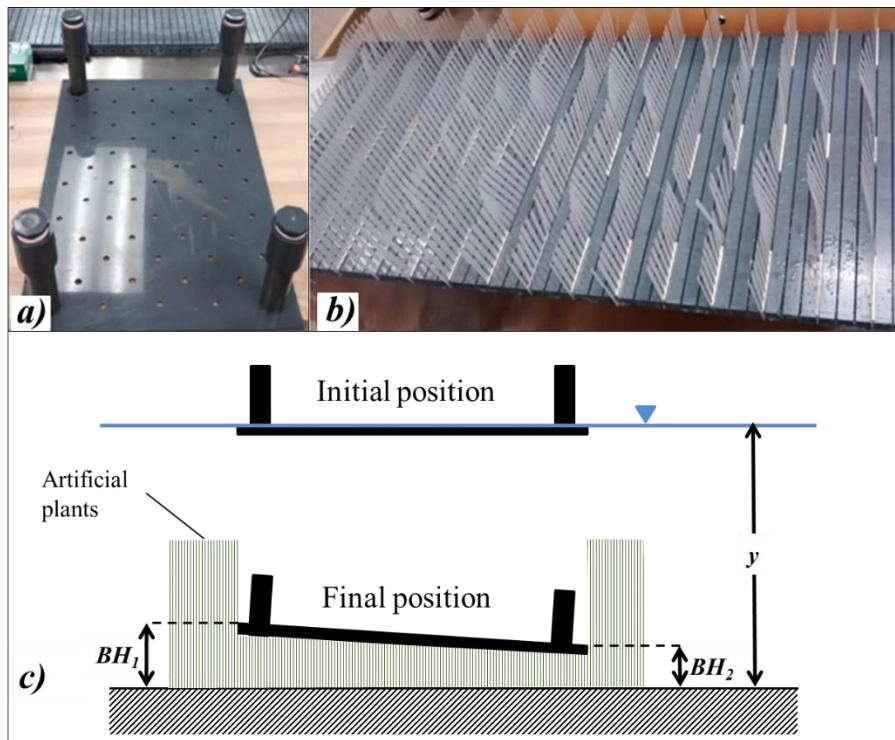 a)
b)
Initial position
Artificial
plants
y
Final position
BH₁
BH₂
c)